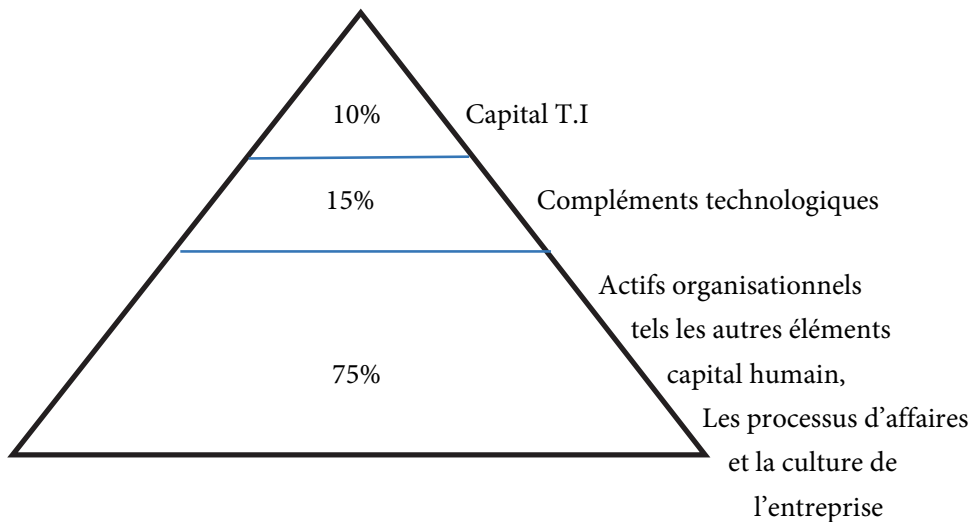 10% Capital T.I
15% Compléments technologiques
Actifs organisationnels
tels les autres éléments
75% capital humain,
Les processus d’affaires
et la culture de
l’entreprise